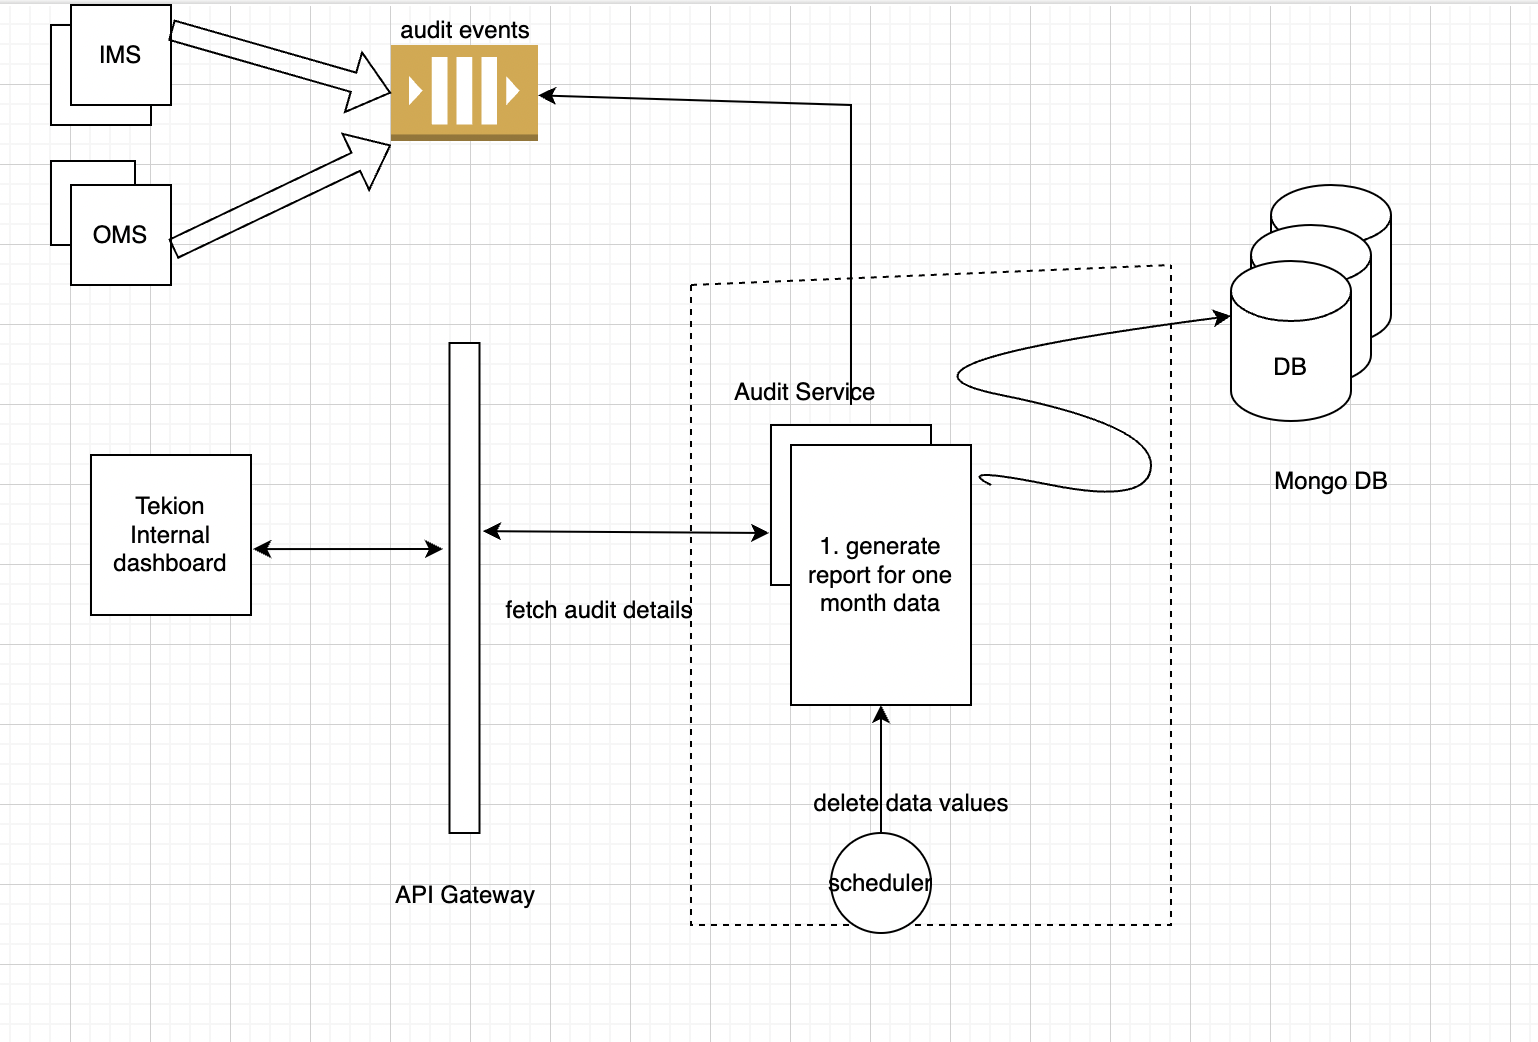 audit events
IMS
OMS
DB
Audit Service
Mongo DB
Tekion
Internal
dashboard
1. generate
report for one
month data
fetch audit details
delete data values
scheduler
API Gateway